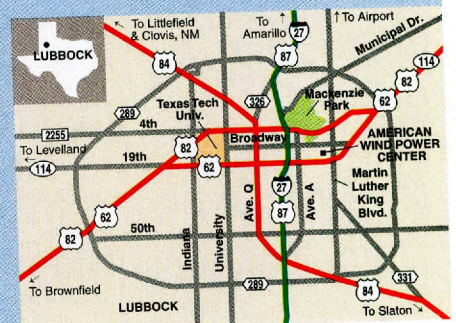 To Littlefield
& Clovis, NM
To
Amarillo
27
87
To Airport
Municipal Dr.
LUBBOCK
84
114
82
62
Mackenzie
Park
289
326
Texas Tech
Univ.
2255
4th
Broadway
To Levelland
82
62
AMERICAN
WIND POWER
CENTER
114
19th
27
87
Ave. Q
Ave. A
Martin
Luther
King
Blvd.
62
82
50th
Indiana
University
To Brownfield
289
84
331
To Slaton
LUBBOCK